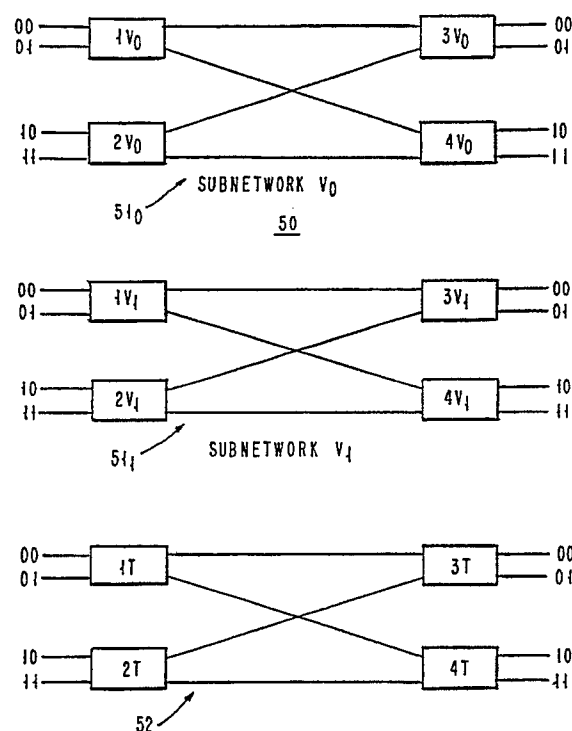 00 1V₀ 3V₀ 00
01 01
10 2V₀ 4V₀ 10
11 11
51₀ SUBNETWORK V₀
50
00 1V₁ 3V₁ 00
01 01
10 2V₁ 4V₁ 10
11 11
51₁ SUBNETWORK V₁
00 1T 3T 00
01 01
10 2T 4T 10
11 11
52